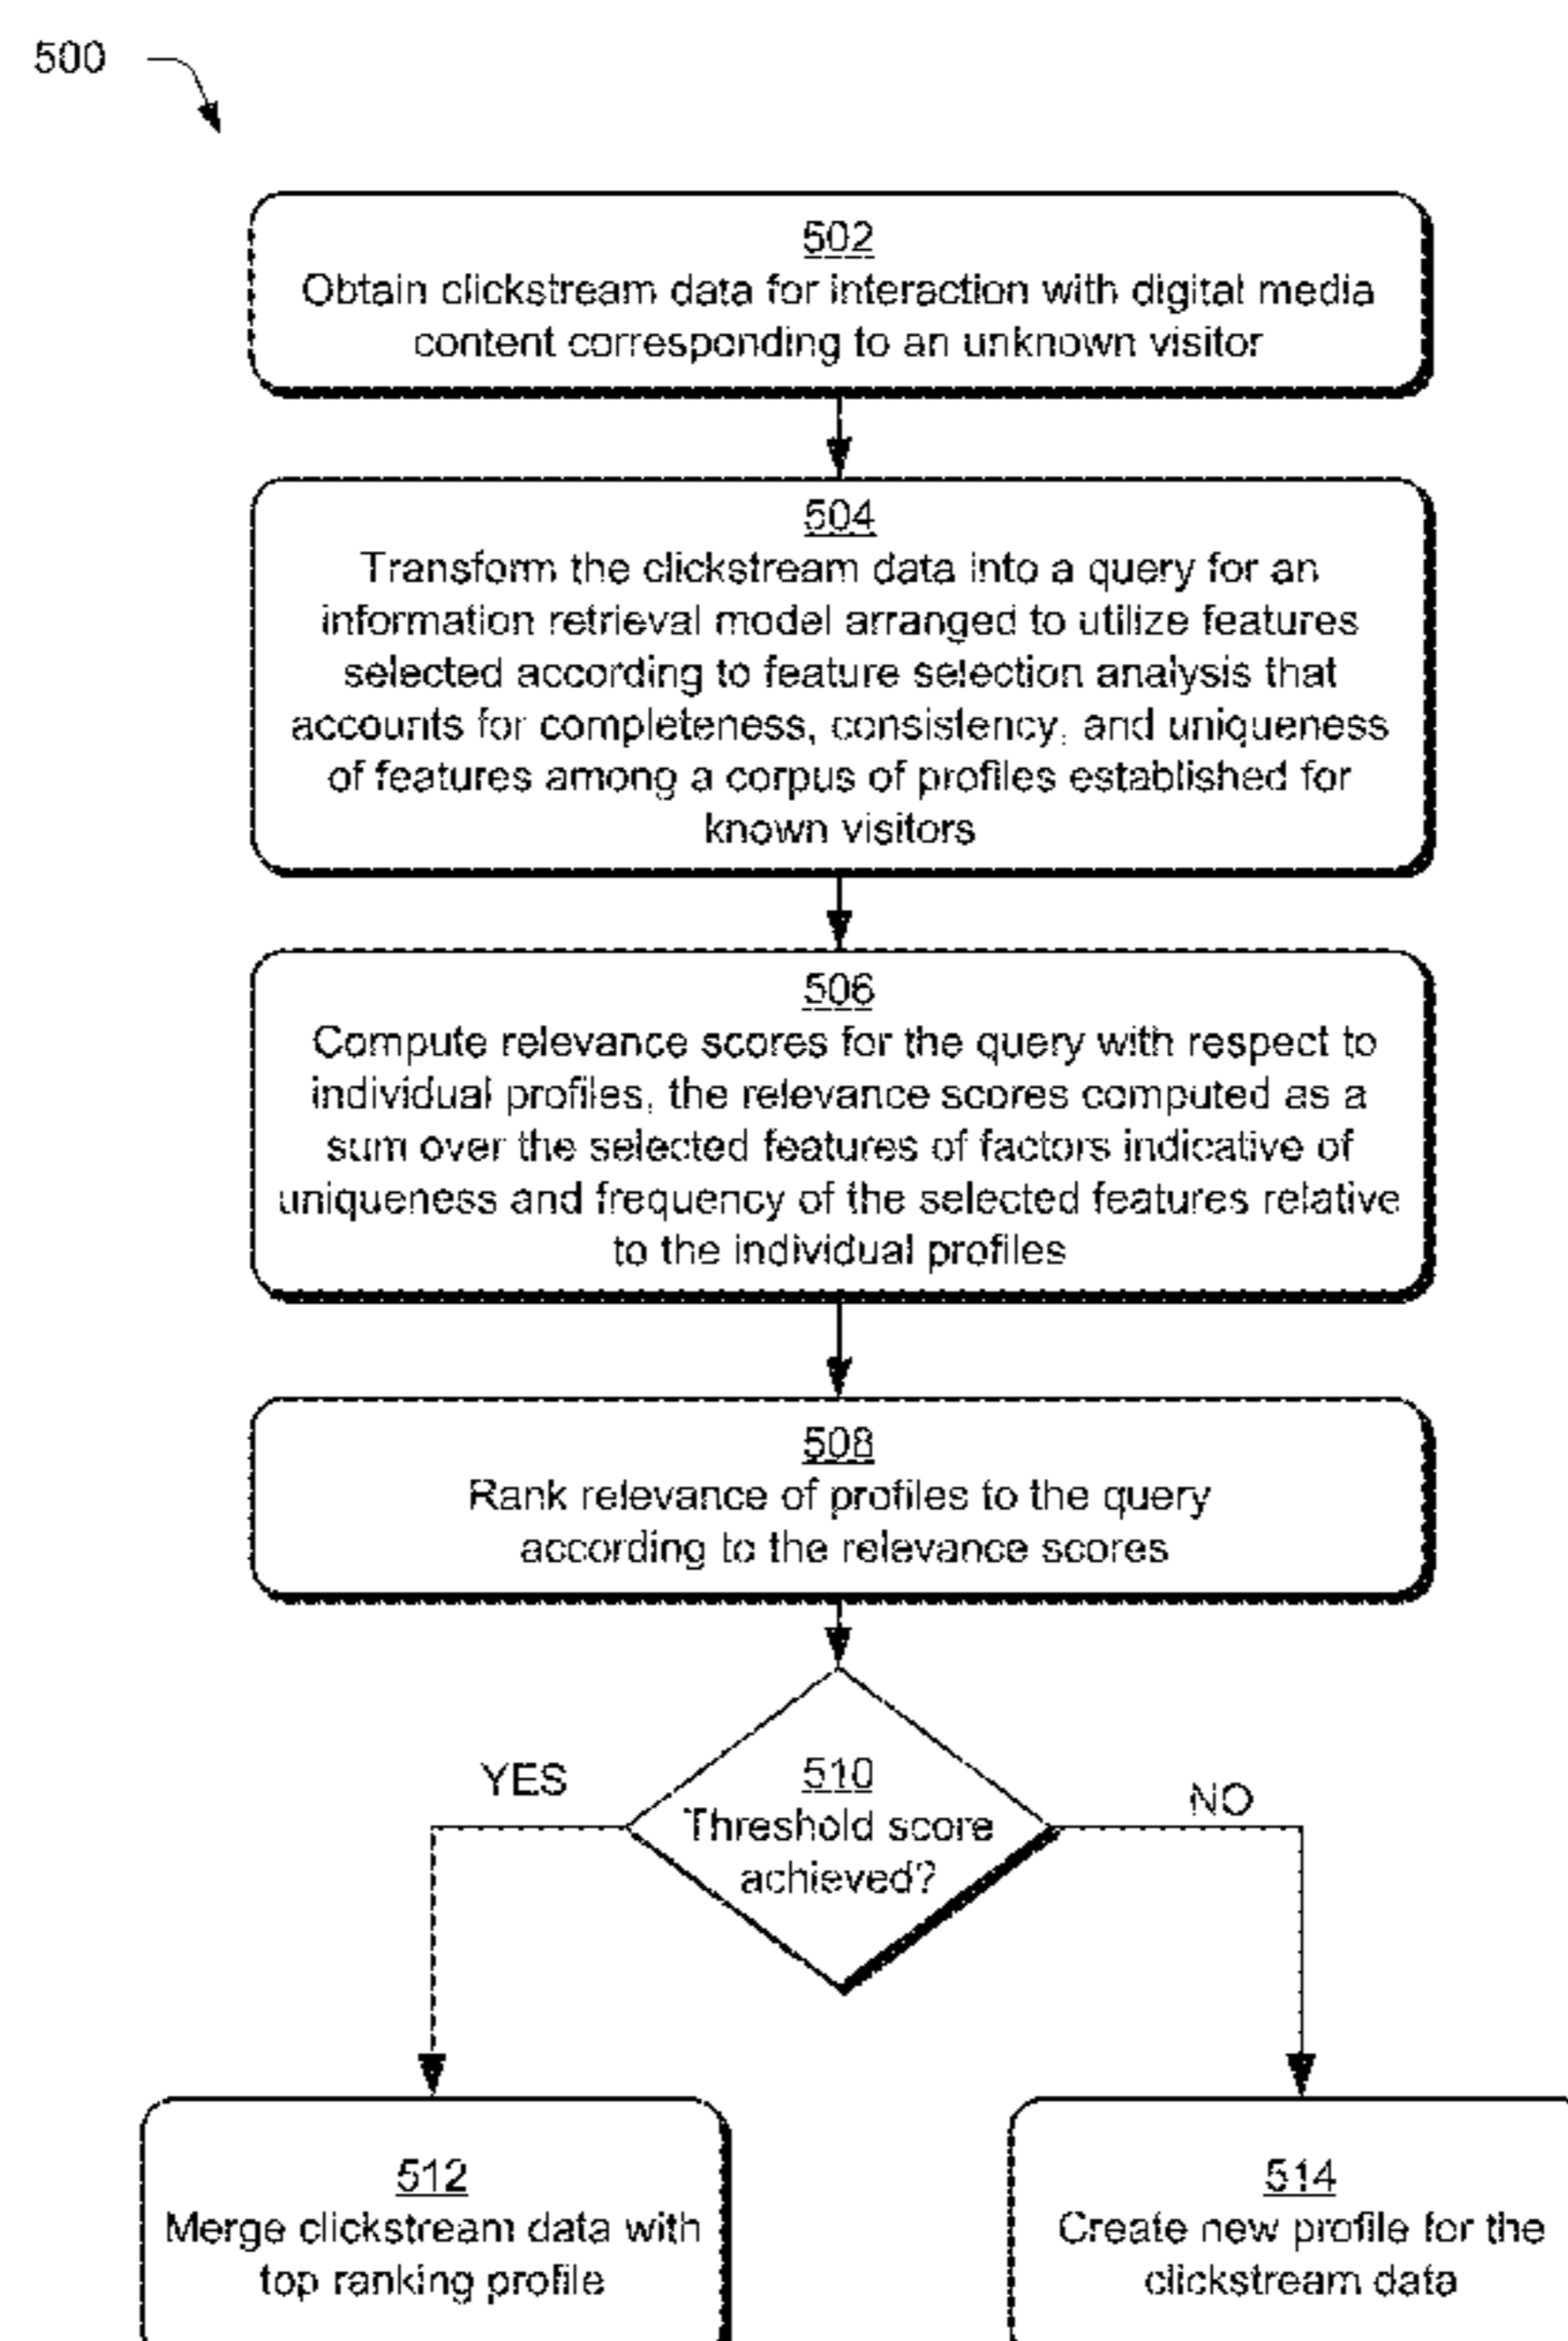 500
502
Obtain clickstream data for interaction with digital media
content corresponding to an unknown visitor
504
Transform the clickstream data into a query for an
information retrieval model arranged to utilize features
selected according to feature selection analysis that
accounts for completeness, consistency, and uniqueness
of features among a corpus of profiles established for
known visitors
506
Compute relevance scores for the query with respect to
individual profiles, the relevance scores computed as a
sum over the selected features of factors indicative of
uniqueness and frequency of the selected features relative
to the individual profiles
508
Rank relevance of profiles to the query
according to the relevance scores
510
Threshold score
achieved?
YES
NO
512
Merge clickstream data with
top ranking profile
514
Create new profile for the
clickstream data